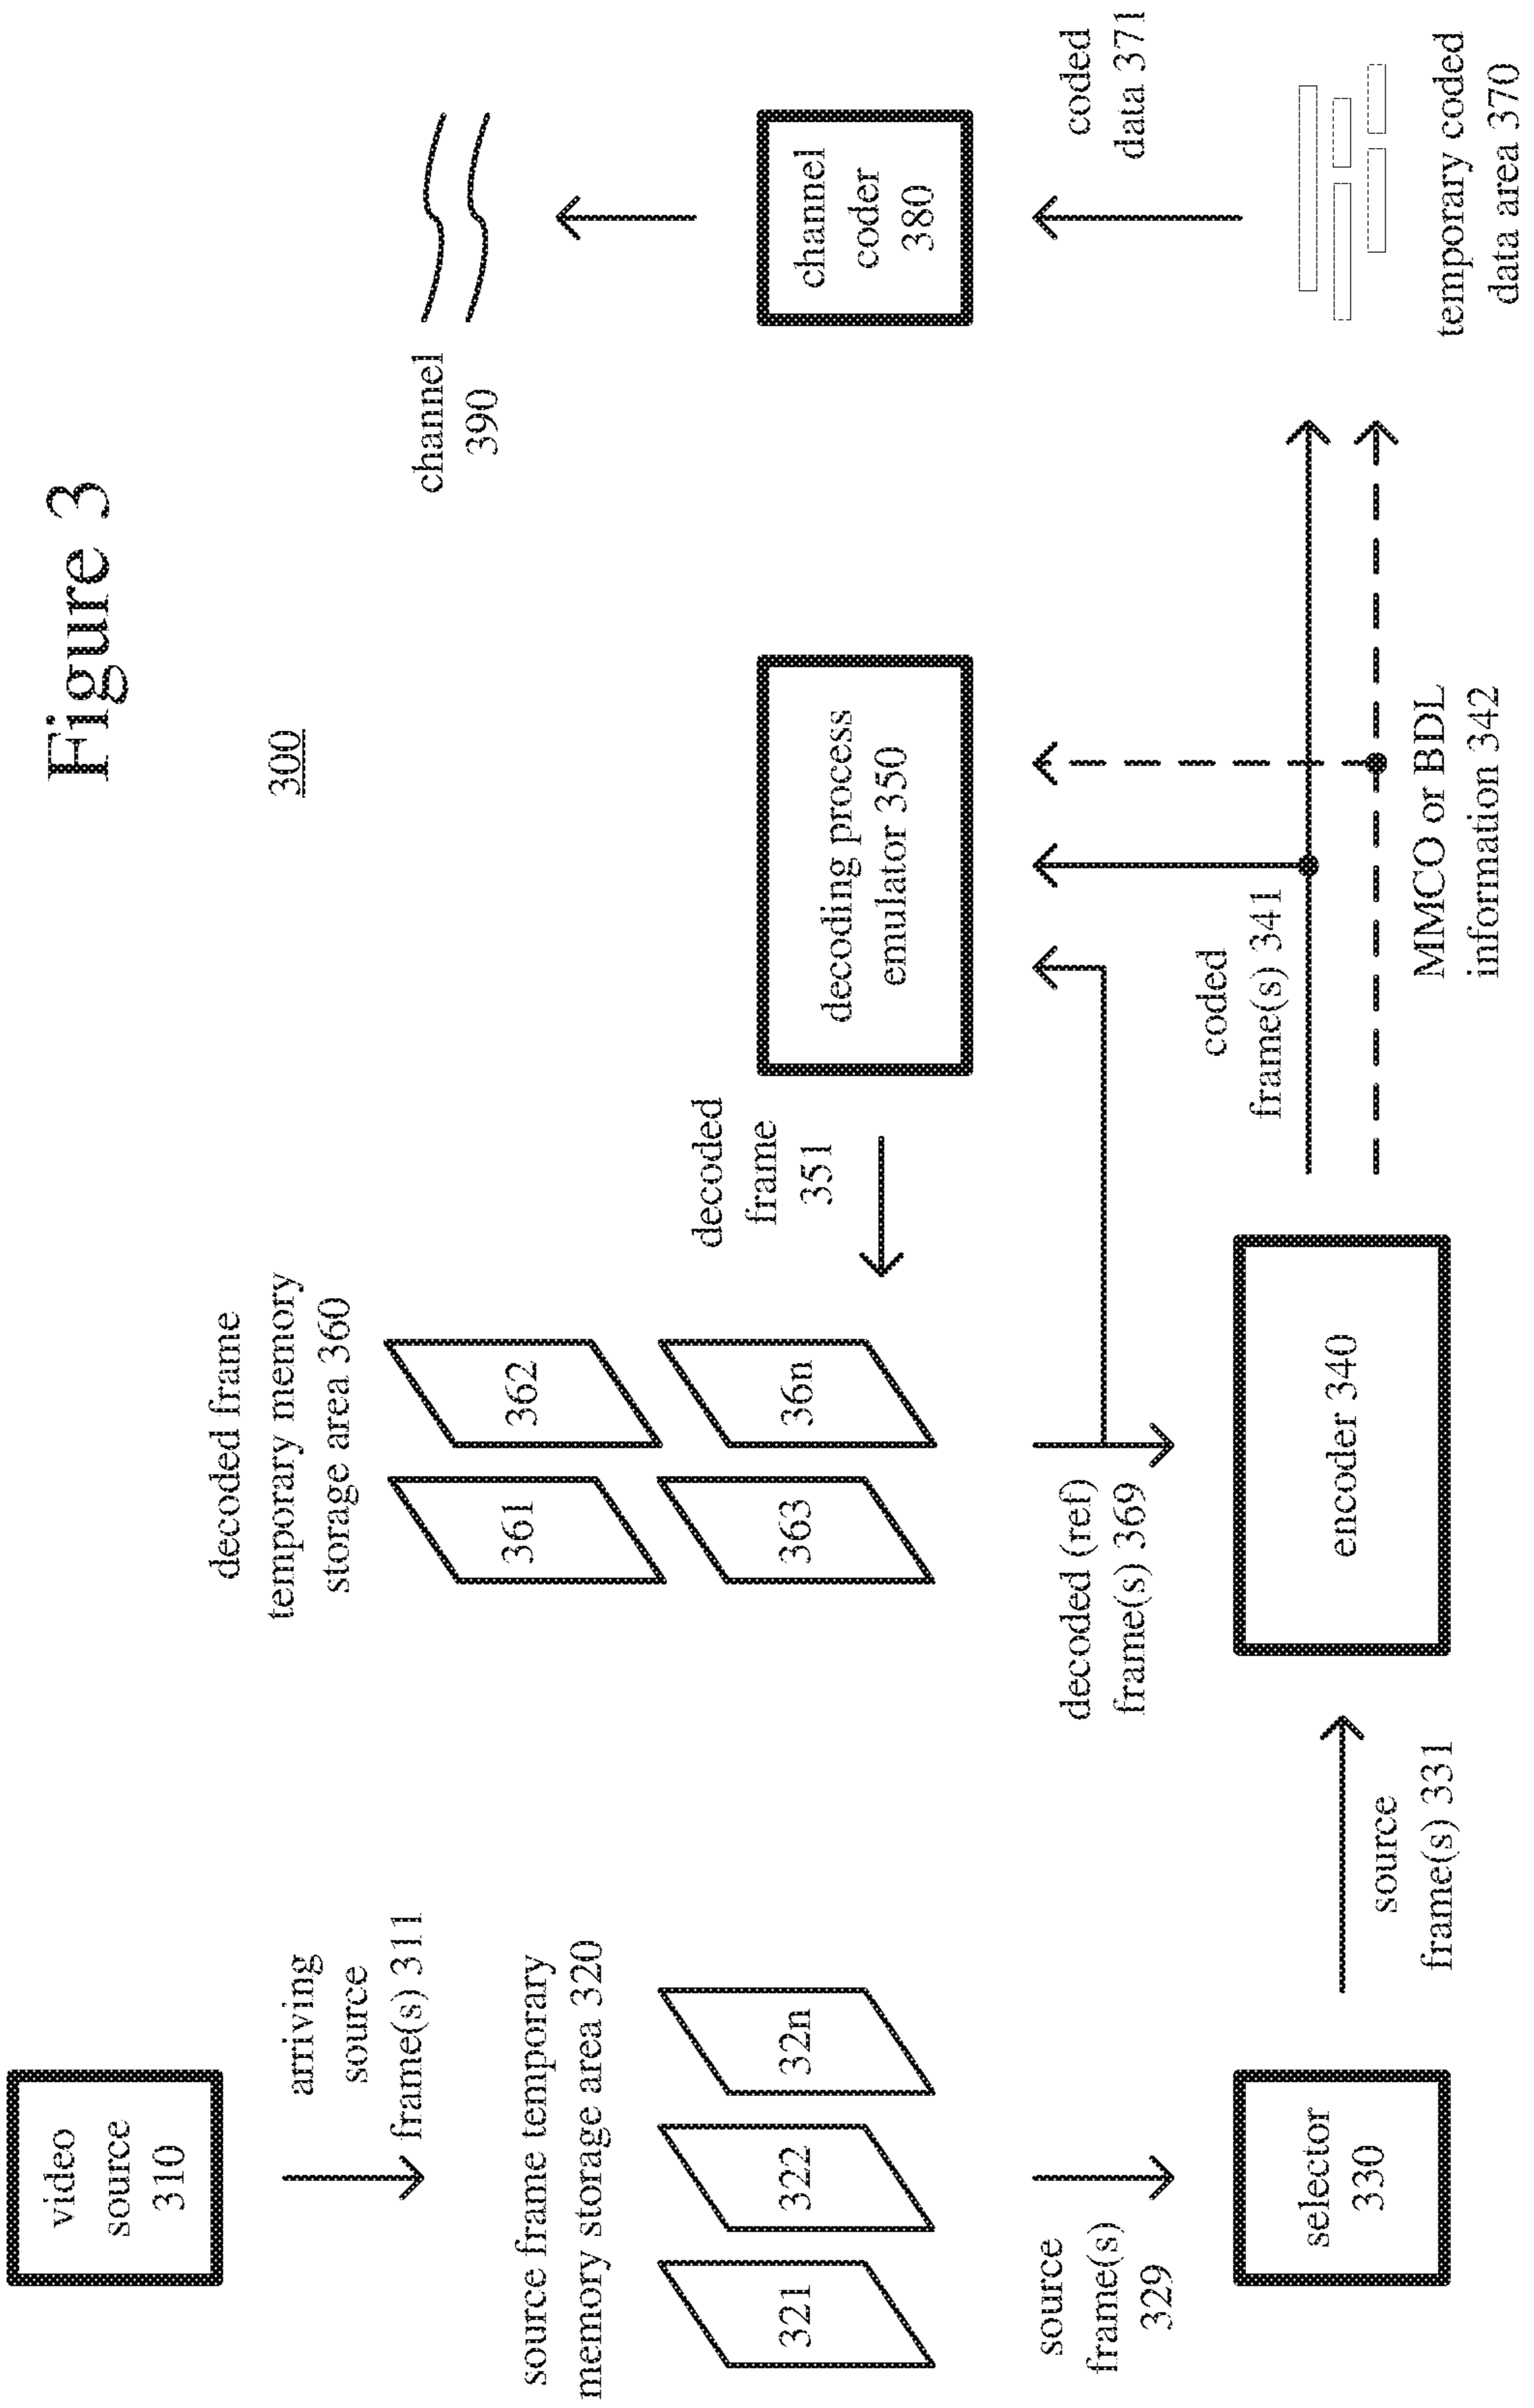 Figure 3
300
video
source
310
arriving
source
frame(s) 311
source frame temporary
memory storage area 320
321
322
32n
source
frame(s)
329
selector
330
source
frame(s) 331
decoded frame
temporary memory
storage area 360
361
362
363
36n
decoded (ref)
frame(s) 369
encoder 340
decoded
frame
351
decoding process
emulator 350
coded
frame(s) 341
MMCO or BDL
information 342
channel
390
channel
coder
380
coded
data 371
temporary coded
data area 370